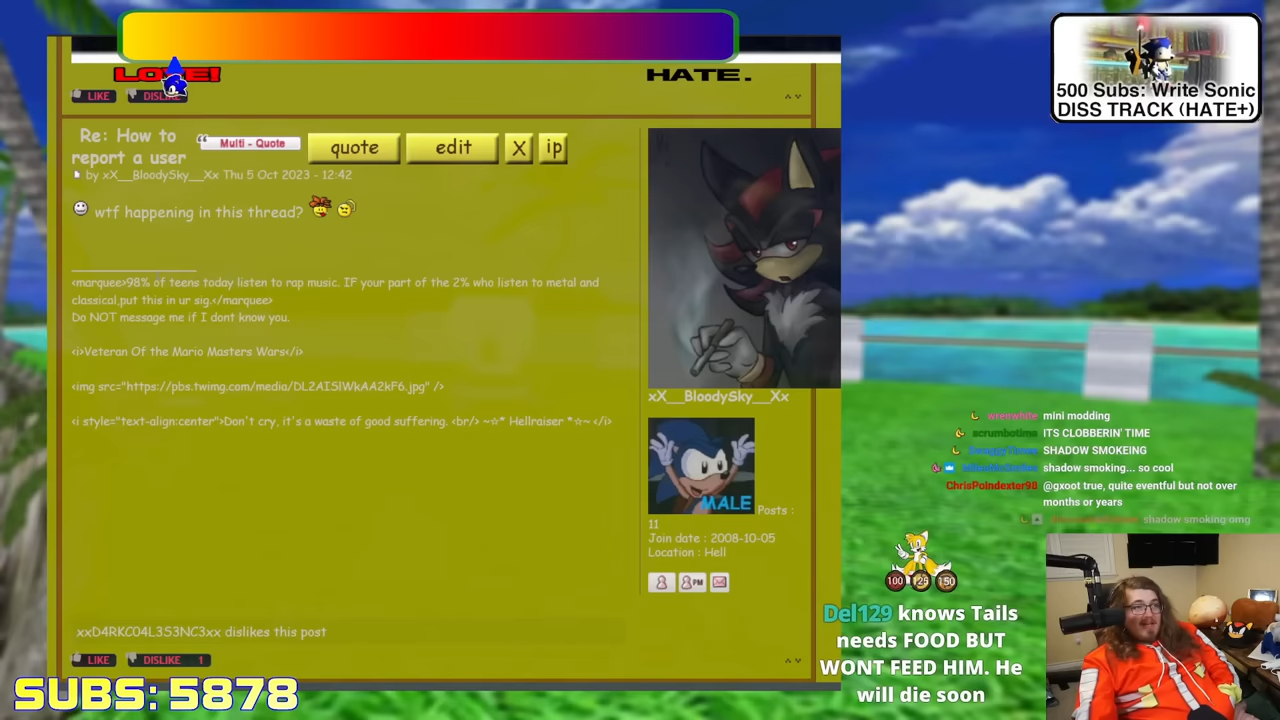 LOVE!
HATE.
LIKE
DISLIKE
Re: How to
report a user
Multi - Quote
quote
edit
X
ip
by xX__BloodySky__Xx Thu 5 Oct 2023 - 12:42
wtf happening in this thread?
<marquee>98% of teens today listen to rap music. IF your part of the 2% who listen to metal and
classical,put this in ur sig.</marquee>
Do NOT message me if I dont know you.
<i>Veteran Of the Mario Masters Wars</i>
<img src="https://pbs.twimg.com/media/DL2AISlWkAA2kF6.jpg" />
<i style="text-align:center">Don't cry, it's a waste of good suffering. <br/> ~☆* Hellraiser *☆~ </i>
xxD4RKC04L3S3NC3xx dislikes this post
LIKE
DISLIKE 1
xX__BloodySky__Xx
MALE
Posts :
11
Join date : 2008-10-05
Location : Hell
PM
500 Subs: Write Sonic
DISS TRACK (HATE+)
wrenwhite mini modding
scrumbotime ITS CLOBBERIN' TIME
SHADOW SMOKEING
shadow smoking... so cool
ChrisPoindexter98 @gxoot true, quite eventful but not over
months or years
shadow smoking omg
100 125 150
Del129 knows Tails
needs FOOD BUT
WONT FEED HIM. He
will die soon
SUBS: 5878